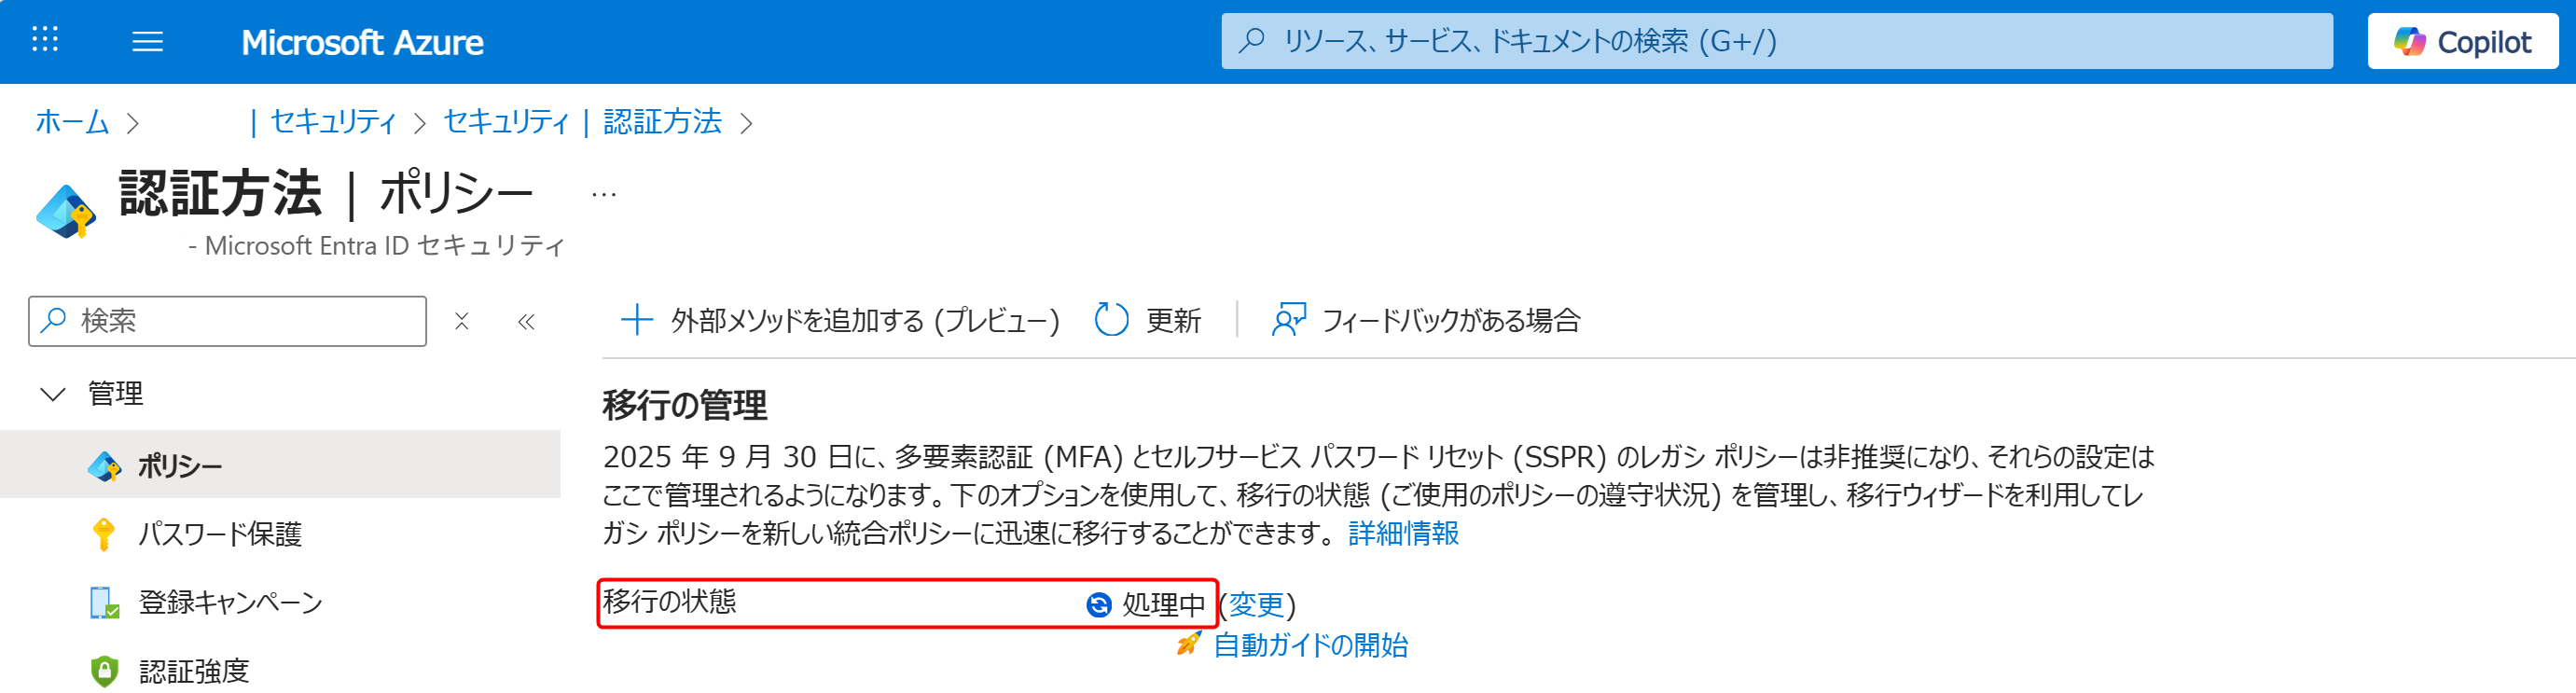 Microsoft Azure
リソース、サービス、ドキュメントの検索 (G+/)
Copilot
ホーム > | セキュリティ > セキュリティ | 認証方法 >
認証方法 | ポリシー ...
- Microsoft Entra ID セキュリティ
検索
外部メソッドを追加する (プレビュー) 更新 フィードバックがある場合
管理
ポリシー
パスワード保護
登録キャンペーン
認証強度
移行の管理
2025 年 9 月 30 日に、多要素認証 (MFA) とセルフサービス パスワード リセット (SSPR) のレガシ ポリシーは非推奨になり、それらの設定は
ここで管理されるようになります。下のオプションを使用して、移行の状態 (ご使用のポリシーの遵守状況) を管理し、移行ウィザードを利用してレ
ガシ ポリシーを新しい統合ポリシーに迅速に移行することができます。 詳細情報
移行の状態 処理中 (変更)
自動ガイドの開始